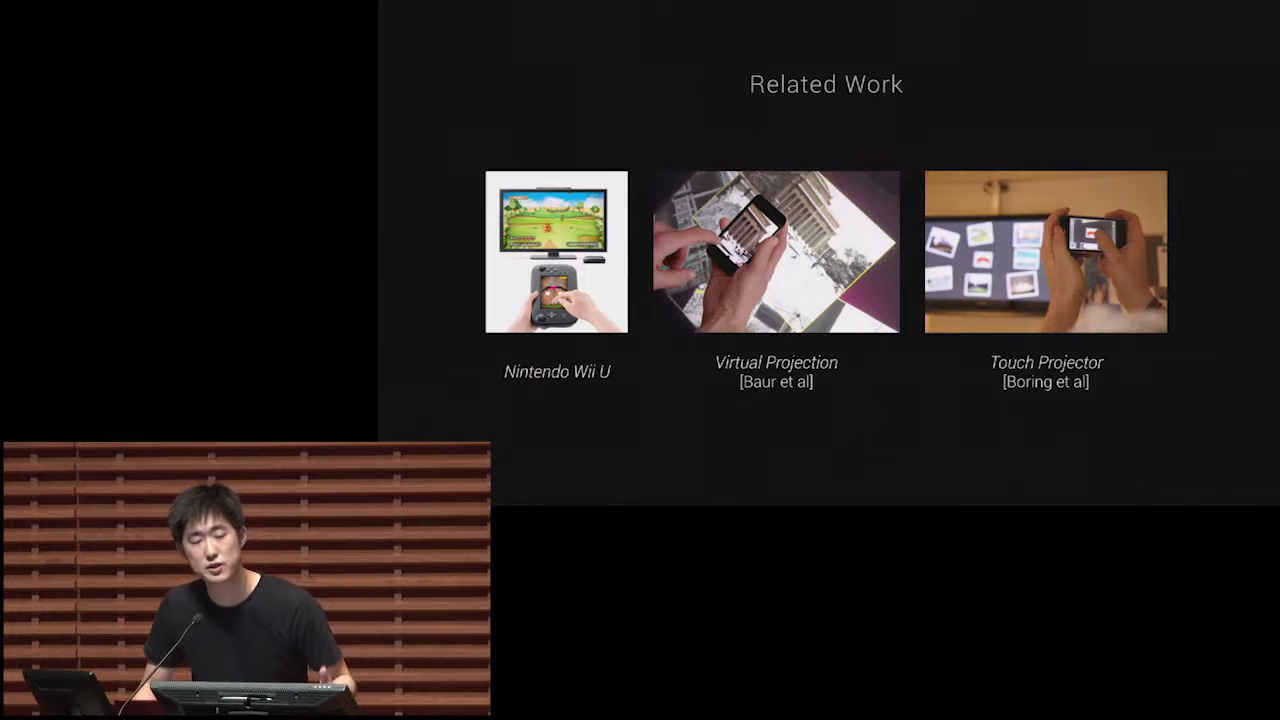 Related Work
Nintendo Wii U
Virtual Projection
[Baur et al]
Touch Projector
[Boring et al]